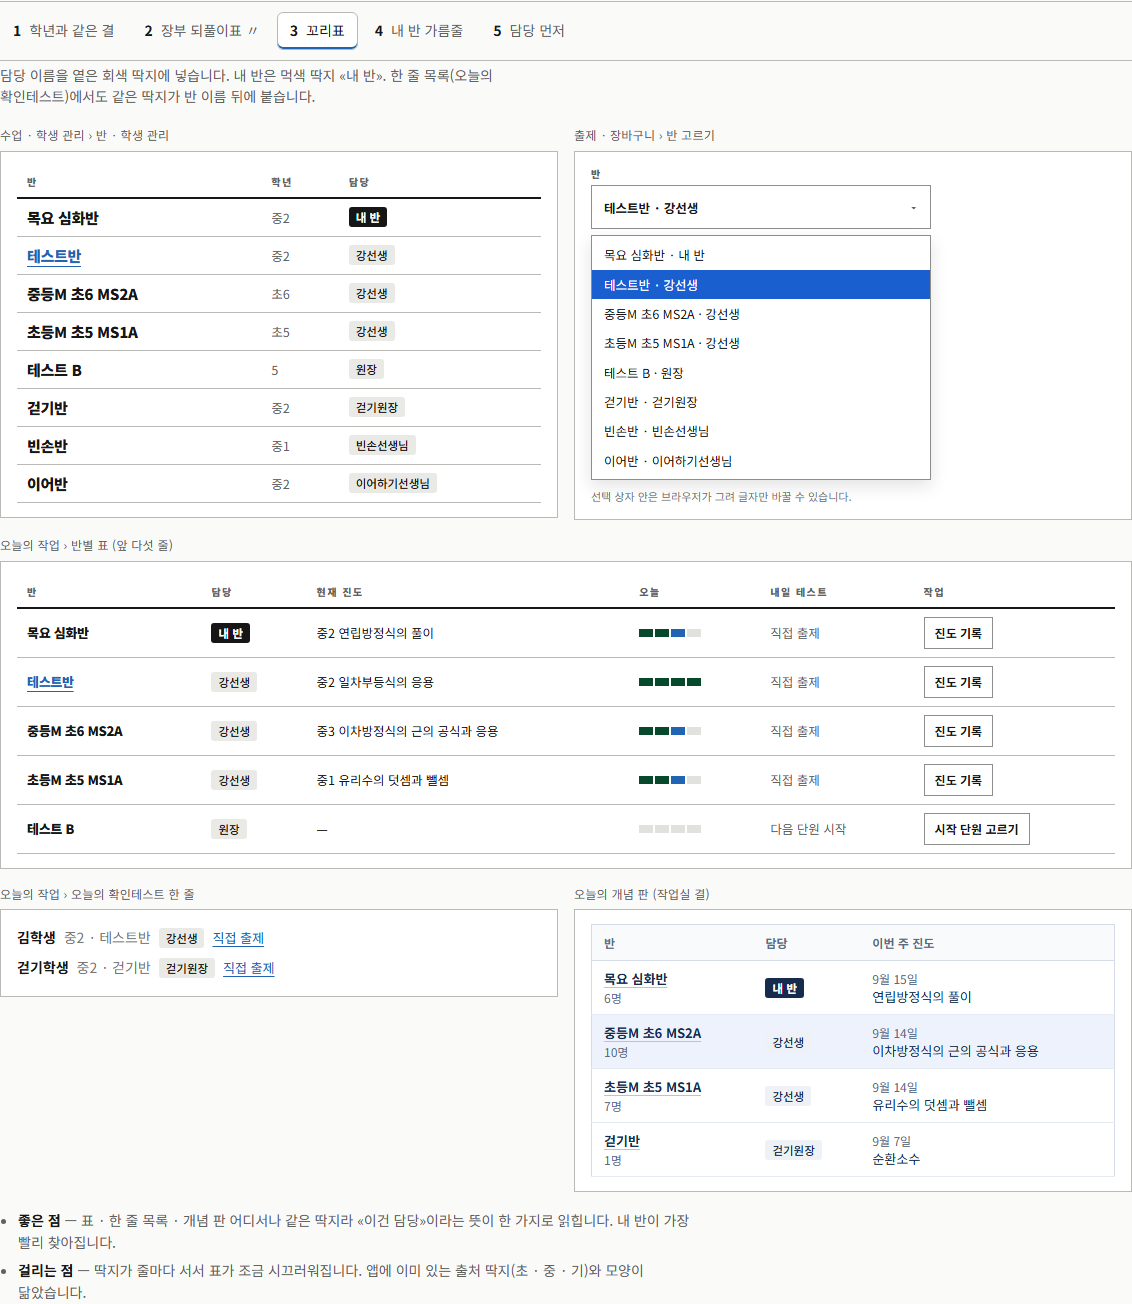 1 학년과 같은 결 2 장부 되풀이표 〃 3 꼬리표 4 내 반 가름줄 5 담당 먼저
담당 이름을 옅은 회색 딱지에 넣습니다. 내 반은 먹색 딱지 «내 반». 한 줄 목록(오늘의
확인테스트)에서도 같은 딱지가 반 이름 뒤에 붙습니다.
수업 · 학생 관리 › 반 · 학생 관리
반 학년 담당
목요 심화반 중2 내 반
테스트반 중2 강선생
중등M 초6 MS2A 초6 강선생
초등M 초5 MS1A 초5 강선생
테스트 B 5 원장
걷기반 중2 걷기원장
빈손반 중1 빈손선생님
이어반 중2 이어하기선생님
출제 · 장바구니 › 반 고르기
반
테스트반 · 강선생
목요 심화반 · 내 반
테스트반 · 강선생
중등M 초6 MS2A · 강선생
초등M 초5 MS1A · 강선생
테스트 B · 원장
걷기반 · 걷기원장
빈손반 · 빈손선생님
이어반 · 이어하기선생님
선택 상자 안은 브라우저가 그려 글자만 바꿀 수 있습니다.
오늘의 작업 › 반별 표 (앞 다섯 줄)
반 담당 현재 진도 오늘 내일 테스트 작업
목요 심화반 내 반 중2 연립방정식의 풀이 직접 출제 진도 기록
테스트반 강선생 중2 일차부등식의 응용 직접 출제 진도 기록
중등M 초6 MS2A 강선생 중3 이차방정식의 근의 공식과 응용 직접 출제 진도 기록
초등M 초5 MS1A 강선생 중1 유리수의 덧셈과 뺄셈 직접 출제 진도 기록
테스트 B 원장 — 다음 단원 시작 시작 단원 고르기
오늘의 작업 › 오늘의 확인테스트 한 줄
김학생 중2 · 테스트반 강선생 직접 출제
걷기학생 중2 · 걷기반 걷기원장 직접 출제
오늘의 개념 판 (작업실 결)
반 담당 이번 주 진도
목요 심화반 내 반 9월 15일
6명 연립방정식의 풀이
중등M 초6 MS2A 강선생 9월 14일
10명 이차방정식의 근의 공식과 응용
초등M 초5 MS1A 강선생 9월 14일
7명 유리수의 덧셈과 뺄셈
걷기반 걷기원장 9월 7일
1명 순환소수
• 좋은 점 — 표 · 한 줄 목록 · 개념 판 어디서나 같은 딱지라 «이건 담당»이라는 뜻이 한 가지로 읽힙니다. 내 반이 가장
빨리 찾아집니다.
• 걸리는 점 — 딱지가 줄마다 서서 표가 조금 시끄러워집니다. 앱에 이미 있는 출처 딱지(초 · 중 · 기)와 모양이
닮았습니다.